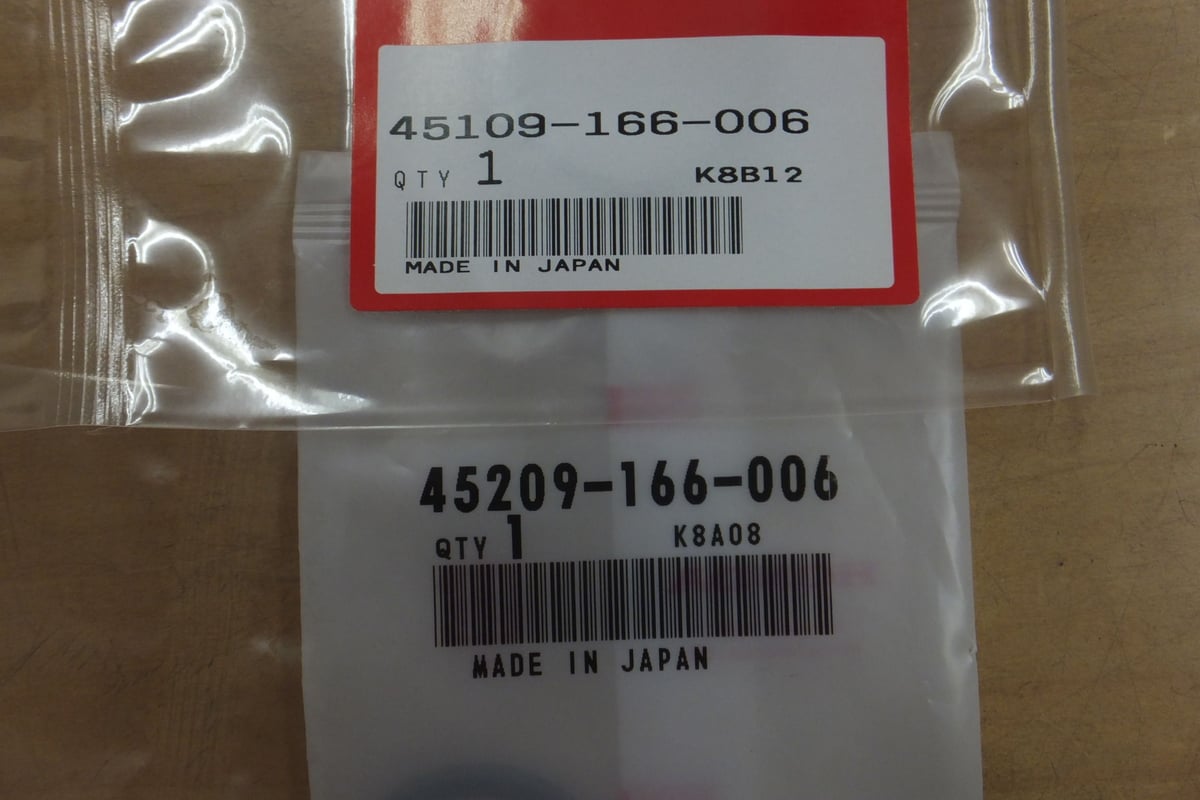 45109-166-006
QTY 1 K8B12
MADE IN JAPAN
45209-166-006
QTY 1 K8A08
MADE IN JAPAN